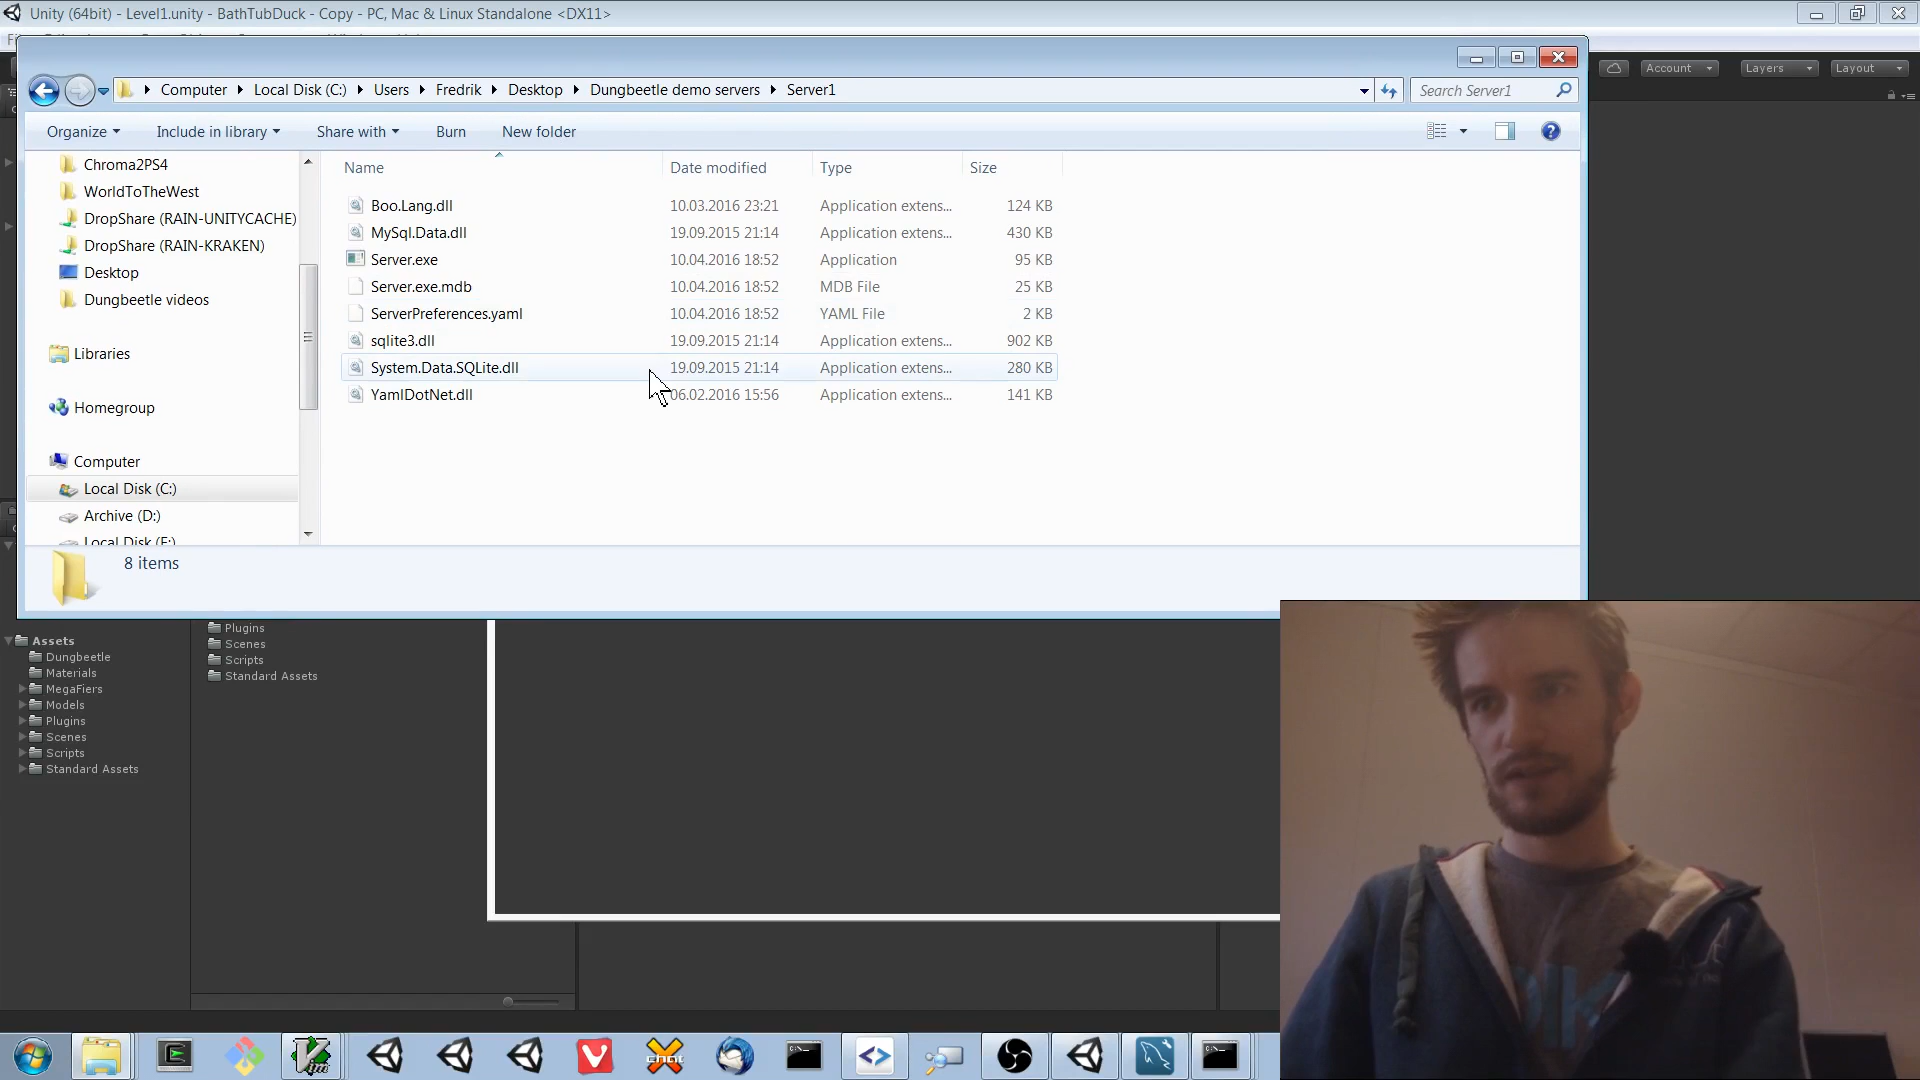 Unity (64bit) - Level1.unity - BathTubDuck - Copy - PC, Mac & Linux Standalone <DX11>
Account
Layers
Layout
Computer
Local Disk (C:)
Users
Fredrik
Desktop
Dungbeetle demo servers
Server1
Search Server1
Organize
Include in library
Share with
Burn
New folder
Chroma2PS4
WorldToTheWest
DropShare (RAIN-UNITYCACHE)
DropShare (RAIN-KRAKEN)
Desktop
Dungbeetle videos
Libraries
Homegroup
Computer
Local Disk (C:)
Archive (D:)
Name Date modified Type Size
Boo.Lang.dll 10.03.2016 23:21 Application extens... 124 KB
MySql.Data.dll 19.09.2015 21:14 Application extens... 430 KB
Server.exe 10.04.2016 18:52 Application 95 KB
Server.exe.mdb 10.04.2016 18:52 MDB File 25 KB
ServerPreferences.yaml 10.04.2016 18:52 YAML File 2 KB
sqlite3.dll 19.09.2015 21:14 Application extens... 902 KB
System.Data.SQLite.dll 19.09.2015 21:14 Application extens... 280 KB
YamlDotNet.dll 06.02.2016 15:56 Application extens... 141 KB
8 items
Assets
Dungbeetle
Materials
MegaFiers
Models
Plugins
Scenes
Scripts
Standard Assets
Plugins
Scenes
Scripts
Standard Assets
chat